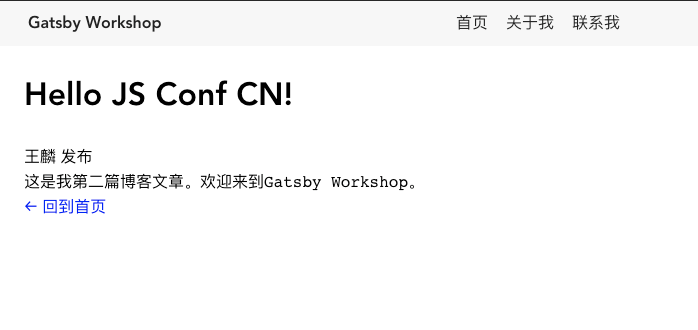 Gatsby Workshop 首页 关于我 联系我
Hello JS Conf CN!
王麟 发布
这是我第二篇博客文章。欢迎来到Gatsby Workshop。
← 回到首页